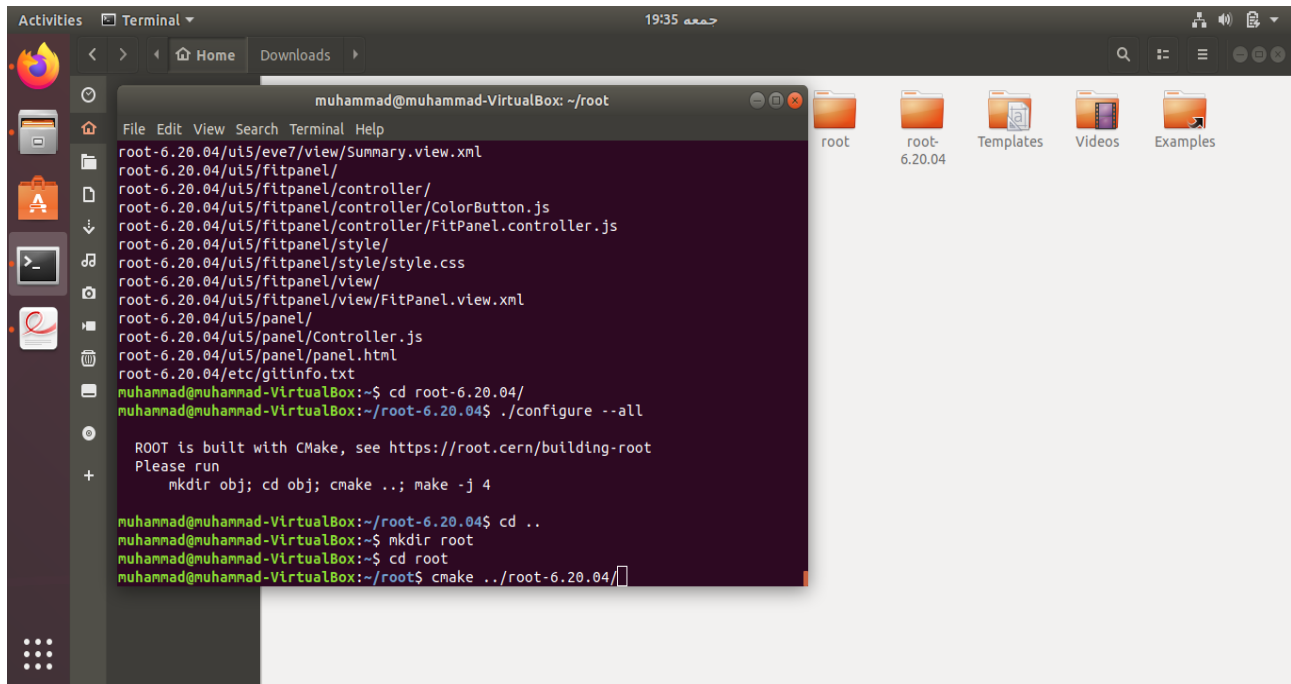 Activities
Terminal
19:35 جمعه
Home
Downloads
muhammad@muhammad-VirtualBox: ~/root
File Edit View Search Terminal Help
root-6.20.04/ui5/eve7/view/Summary.view.xml
root-6.20.04/ui5/fitpanel/
root-6.20.04/ui5/fitpanel/controller/
root-6.20.04/ui5/fitpanel/controller/ColorButton.js
root-6.20.04/ui5/fitpanel/controller/FitPanel.controller.js
root-6.20.04/ui5/fitpanel/style/
root-6.20.04/ui5/fitpanel/style/style.css
root-6.20.04/ui5/fitpanel/view/
root-6.20.04/ui5/fitpanel/view/FitPanel.view.xml
root-6.20.04/ui5/panel/
root-6.20.04/ui5/panel/Controller.js
root-6.20.04/ui5/panel/panel.html
root-6.20.04/etc/gitinfo.txt
muhammad@muhammad-VirtualBox:~$ cd root-6.20.04/
muhammad@muhammad-VirtualBox:~/root-6.20.04$ ./configure --all
ROOT is built with CMake, see https://root.cern/building-root
Please run
mkdir obj; cd obj; cmake ..; make -j 4
muhammad@muhammad-VirtualBox:~/root-6.20.04$ cd ..
muhammad@muhammad-VirtualBox:~$ mkdir root
muhammad@muhammad-VirtualBox:~$ cd root
muhammad@muhammad-VirtualBox:~/root$ cmake ../root-6.20.04/
root
root-
6.20.04
Templates
Videos
Examples